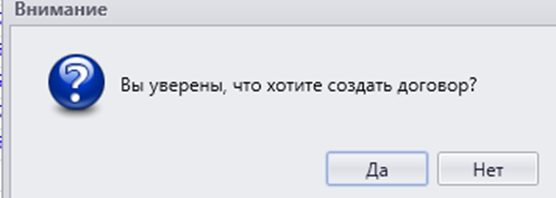 Внимание
Вы уверены, что хотите создать договор?
Да
Нет